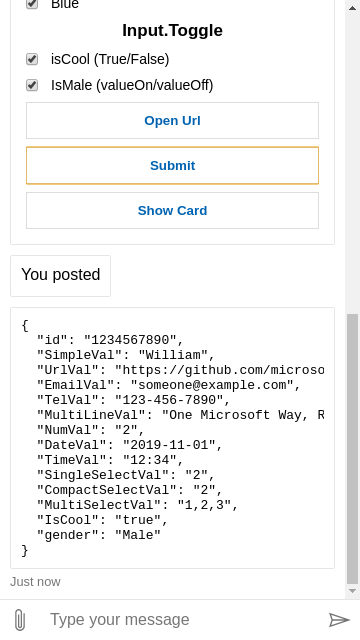 Blue
Input.Toggle
isCool (True/False)
IsMale (valueOn/valueOff)
Open Url
Submit
Show Card
You posted
{
"id": "1234567890",
"SimpleVal": "William",
"UrlVal": "https://github.com/microso
"EmailVal": "someone@example.com",
"TelVal": "123-456-7890",
"MultiLineVal": "One Microsoft Way, R
"NumVal": "2",
"DateVal": "2019-11-01",
"TimeVal": "12:34",
"SingleSelectVal": "2",
"CompactSelectVal": "2",
"MultiSelectVal": "1,2,3",
"IsCool": "true",
"gender": "Male"
}
Just now
Type your message